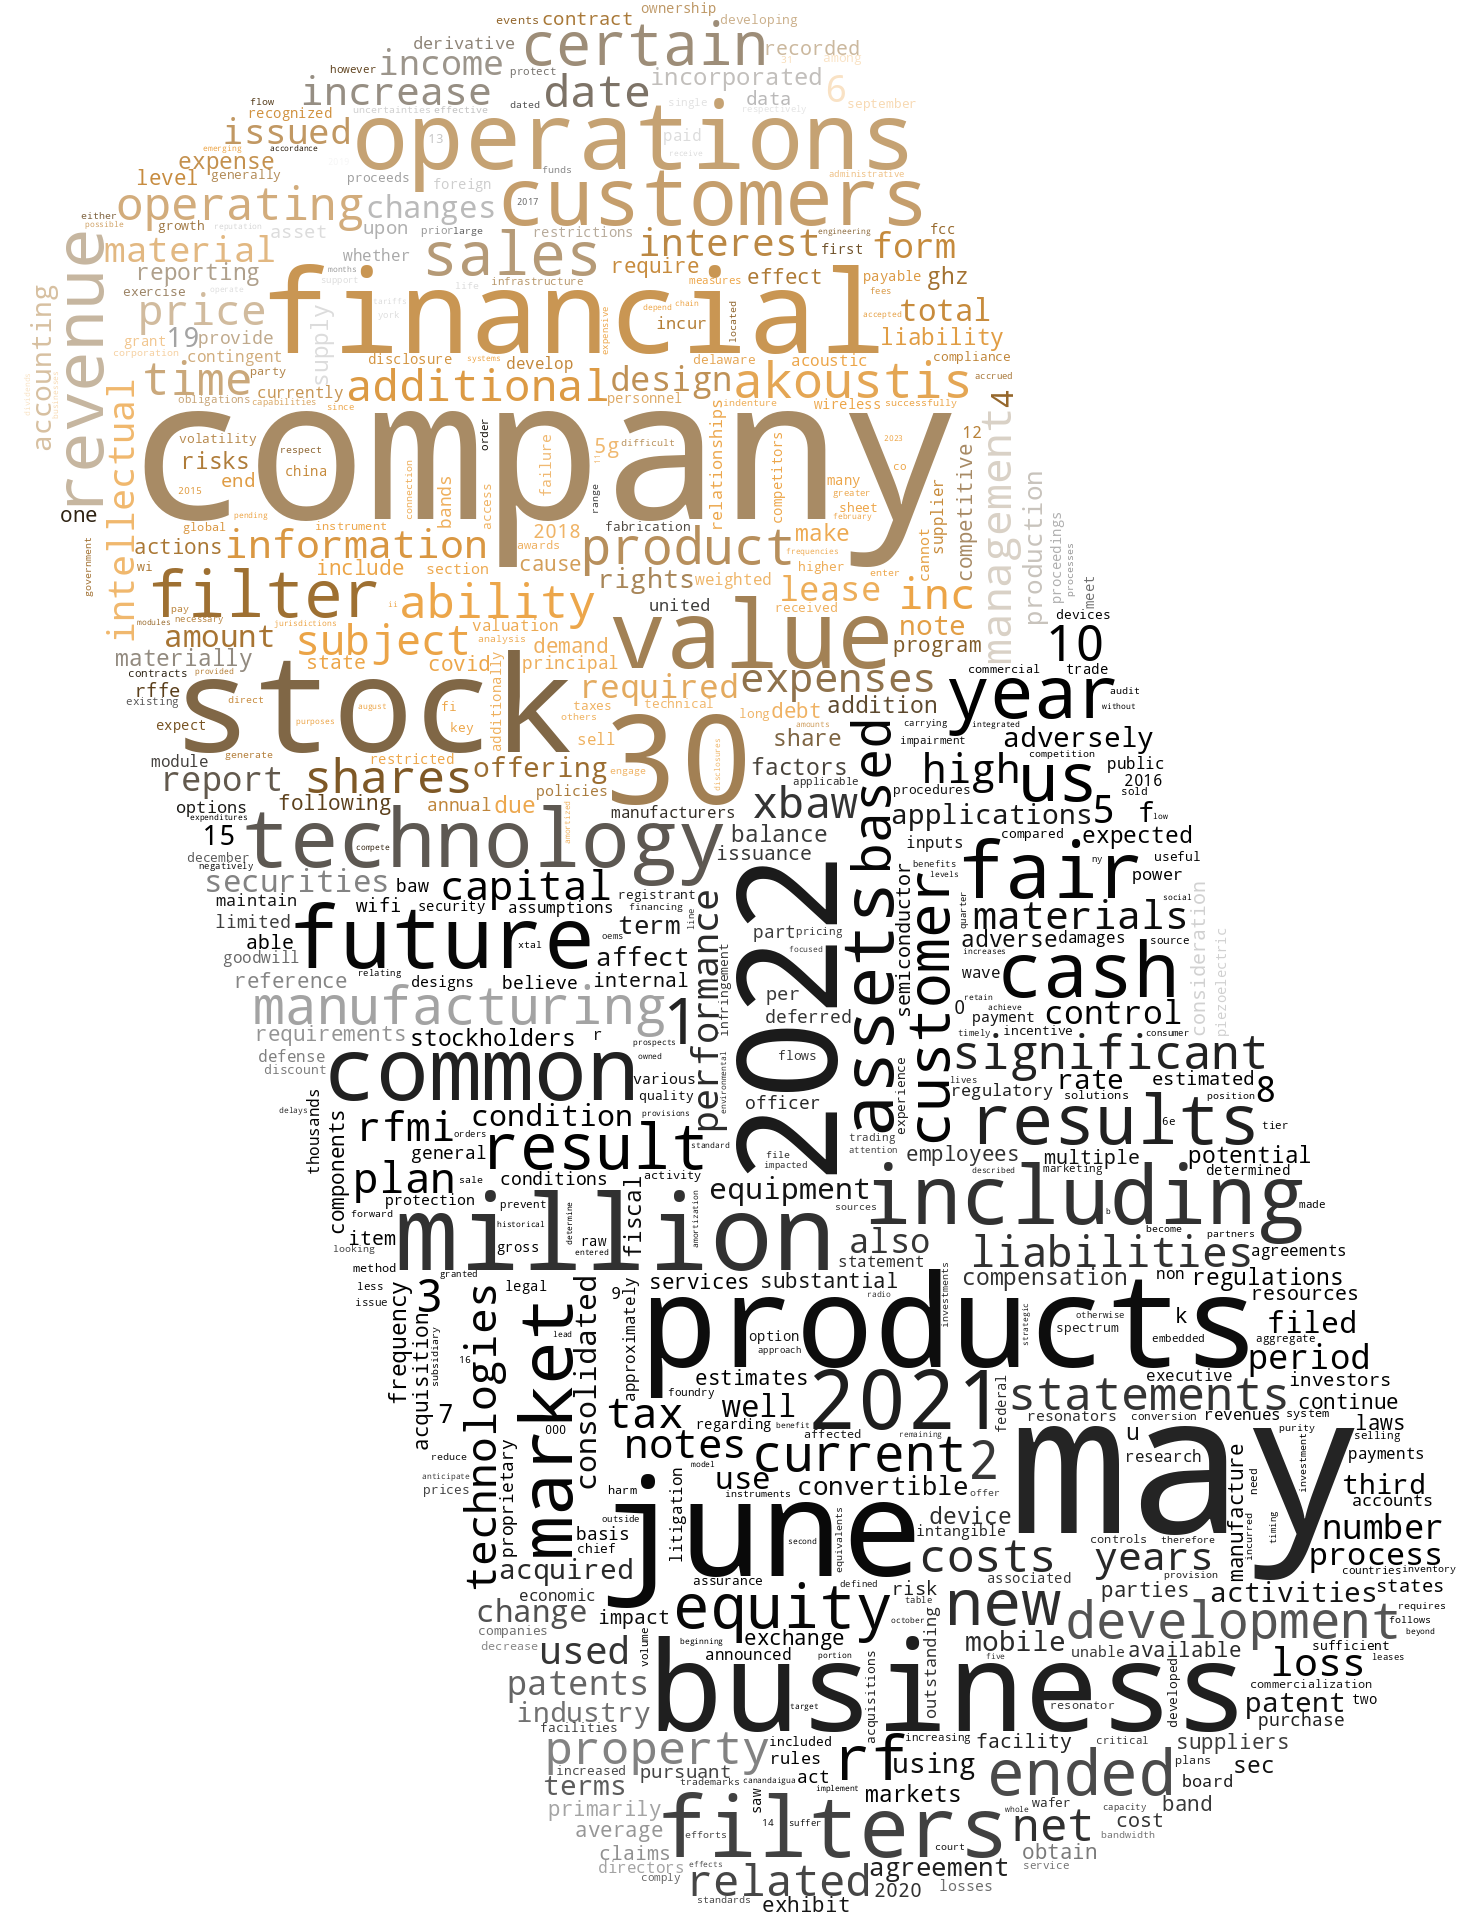 ownership
events contract developing
derivative certain recorded
however income protect incorporated 31 among
increase dated date data 6
flow single september
recognized uncertainties effective respectively
issued operations 13 paid
emerging accordance receive
expense
level generally proceeds foreign funds administrative
operating changes customers 2017
either possible growth reputation asset upon prior large restrictions engineering fcc
revenue material whether sales interest first form
reporting months require effect payable ghz
exercise operate support life infrastructure measures fees
price financial tariffs york depend chain located
accounting grant 19 provide supply expensive incur accepted total
corporation contingent disclosure systems develop delaware acoustic liability compliance
dividends time party currently additional design akoustis accrued
intellectual obligations capabilities since personnel indenture wireless successfully
company management 4
volatility respect order difficult relationships 2023 12
risks china 5g competitors co
end failure many
2015 connection bands access range greater sheet
one pending february supplier competitive production
global instrument 2018 fabrication
actions information awards product make cannot proceedings
government wi include section cause frequencies higher enter processes
filter ability rights weighted lease inc meet
modules pay necessary ii united received devices
amount jurisdictions subject valuation value note 10
materially analysis demand program
state covid principal commercial trade
contracts provided
rffe stock required expenses year audit
existing direct august fi taxes technical addition without
expect purposes key others long debt carrying integrated
additionally sell 30 amounts share impairment adversely
generate module restricted engage disclosures competition
report shares offering factors high us public
policies applicable procedures 2016
options following annual due xbaw based sold
expenditures amortized manufacturers applications 5 f low
15 technology balance compared expected
december compete issuance inputs
negatively benefits fair ny useful
securities baw capital registrant levels power
maintain wifi security assumptions financing semiconductor customer quarter social
limited future term line part pricing materials consideration
able oems 2022 assets adverse damages source
goodwill xtal affect focused increases
relating wave cash piezoelectric
reference designs believe internal infringement
manufacturing 1 performance per 0 retain achieve
deferred payment control
requirements stockholders r timely incentive consumer
prospects
defense common owned flows significant
discount various environmental experience lives rate estimated
quality regulatory solutions position 8
delays thousands components condition provisions officer results
rfmi orders result standard trading 6e tier
general attention employees multiple potential
plan sale activity file impacted described marketing determined
conditions equipment
protection prevent sources including made
forward million b
item historical determine fiscal amortization also become partners
looking gross raw entered statement liabilities agreements
method granted
less legal services substantial compensation non regulations
issue 3 9 radio investments resources
technologies market consolidated approximately products otherwise k filed
frequency acquisition subsidiary lead option spectrum strategic embedded aggregate
16 approach period
estimates executive investors
foundry 2021 federal statements continue
7 tax well resonators conversion revenues system laws
000 regarding benefit affected remaining u purity selling
reduce notes current 2 may research payments
anticipate model investment
prices proprietary harm use convertible offer manufacture need third
instruments accounts
outside june device
basis litigation second equivalents intangible number
chief controls therefore incurred timing process
acquired assurance defined costs years provision countries inventory
economic risk associated parties activities states
change impact equity table new requires
companies october development follows
decrease exchange outstanding mobile beyond
used volume beginning announced portion five unable available sufficient
business loss leases
patents acquisitions developed commercialization
industry target resonator patent two
facilities purchase
property included increasing facility critical suppliers
increased pursuant rules rf using plans sec
terms trademarks canandaigua act implement ended board
primarily saw markets wafer band
average 14 suffer filters whole net capacity cost
efforts bandwidth
claims court obtain
directors effects agreement service
comply related
standards 2020 losses
exhibit